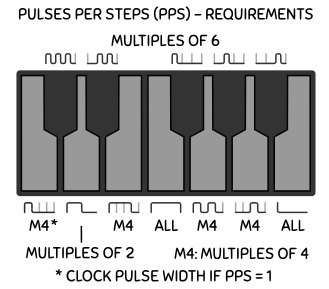 PULSES PER STEPS (PPS) – REQUIREMENTS
MULTIPLES OF 6
M4* M4 ALL M4 M4 ALL
MULTIPLES OF 2 M4: MULTIPLES OF 4
* CLOCK PULSE WIDTH IF PPS = 1